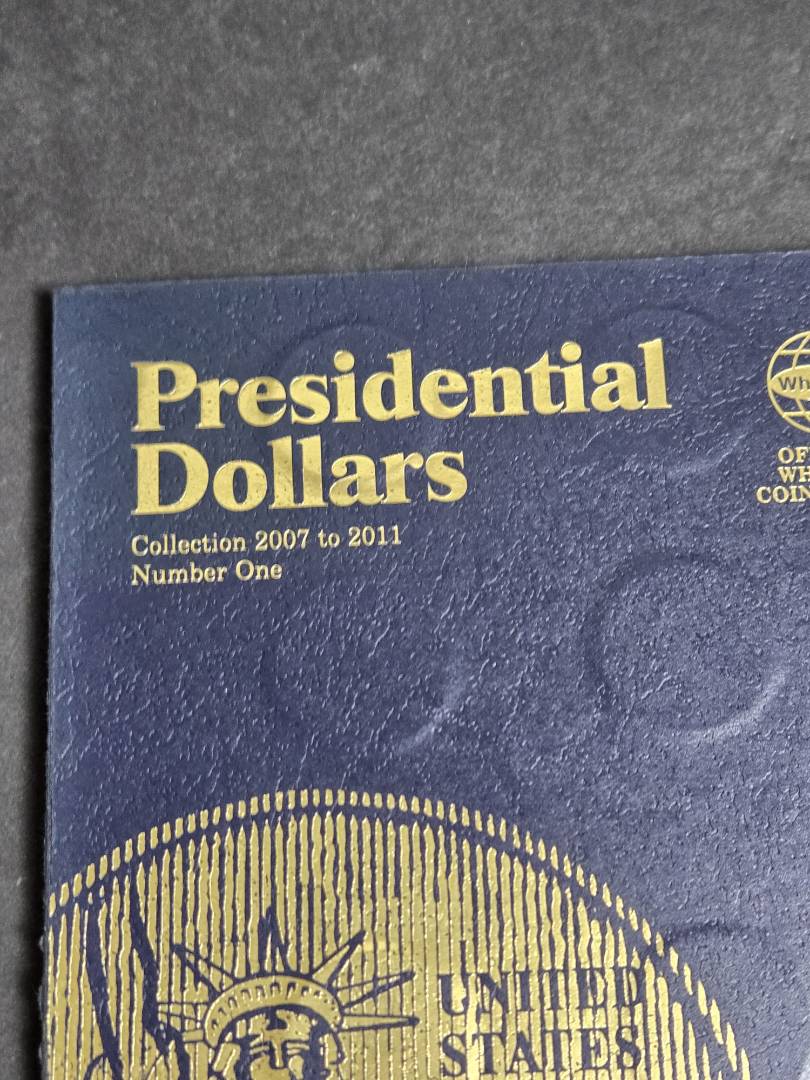 Presidential
Dollars
Collection 2007 to 2011
Number One
UNITED
STATES